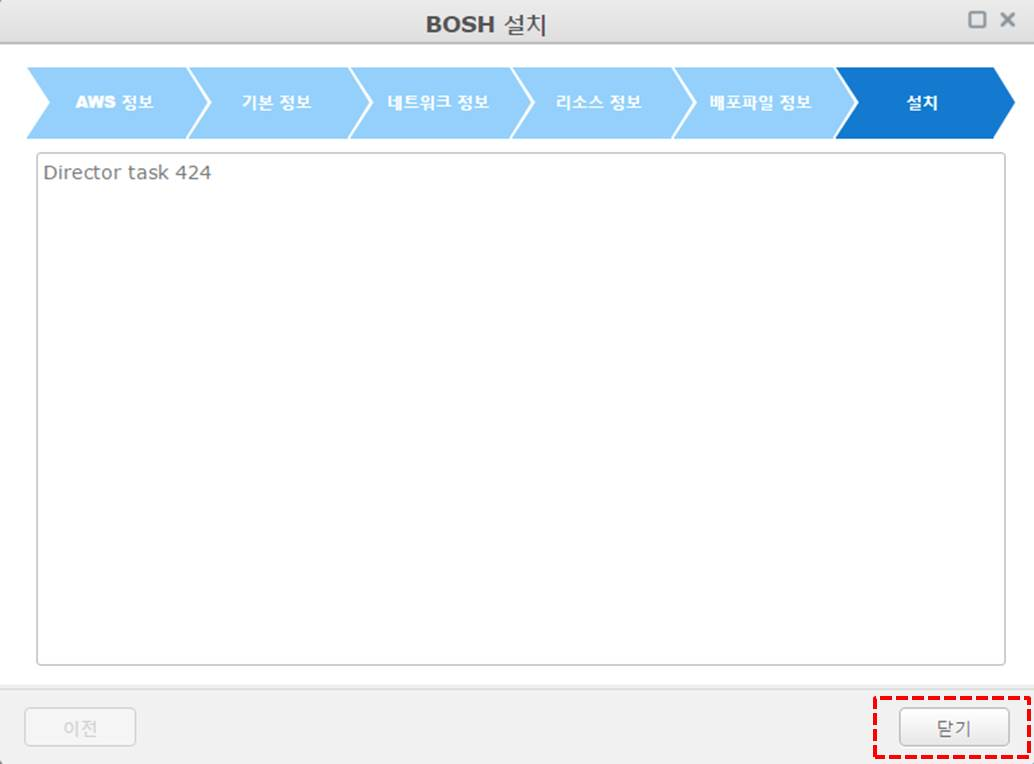 BOSH 설치
AWS 정보
기본 정보
네트워크 정보
리소스 정보
배포파일 정보
설치
Director task 424
이전
닫기